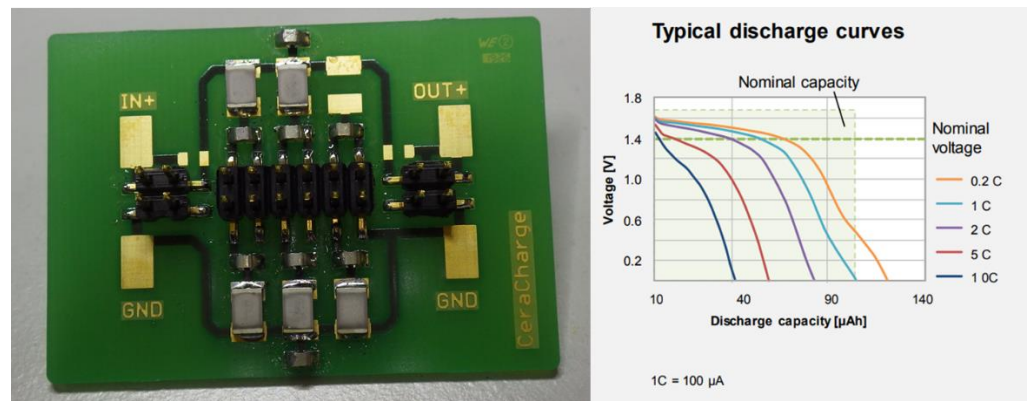 IN+
OUT+
GND
GND
CeraCharge
Typical discharge curves
Nominal capacity
1.8
1.4
1.0
0.6
0.2
Voltage [V]
10
40
90
140
Discharge capacity [µAh]
Nominal
voltage
0.2 C
1 C
2 C
5 C
1 0C
1C = 100 µA